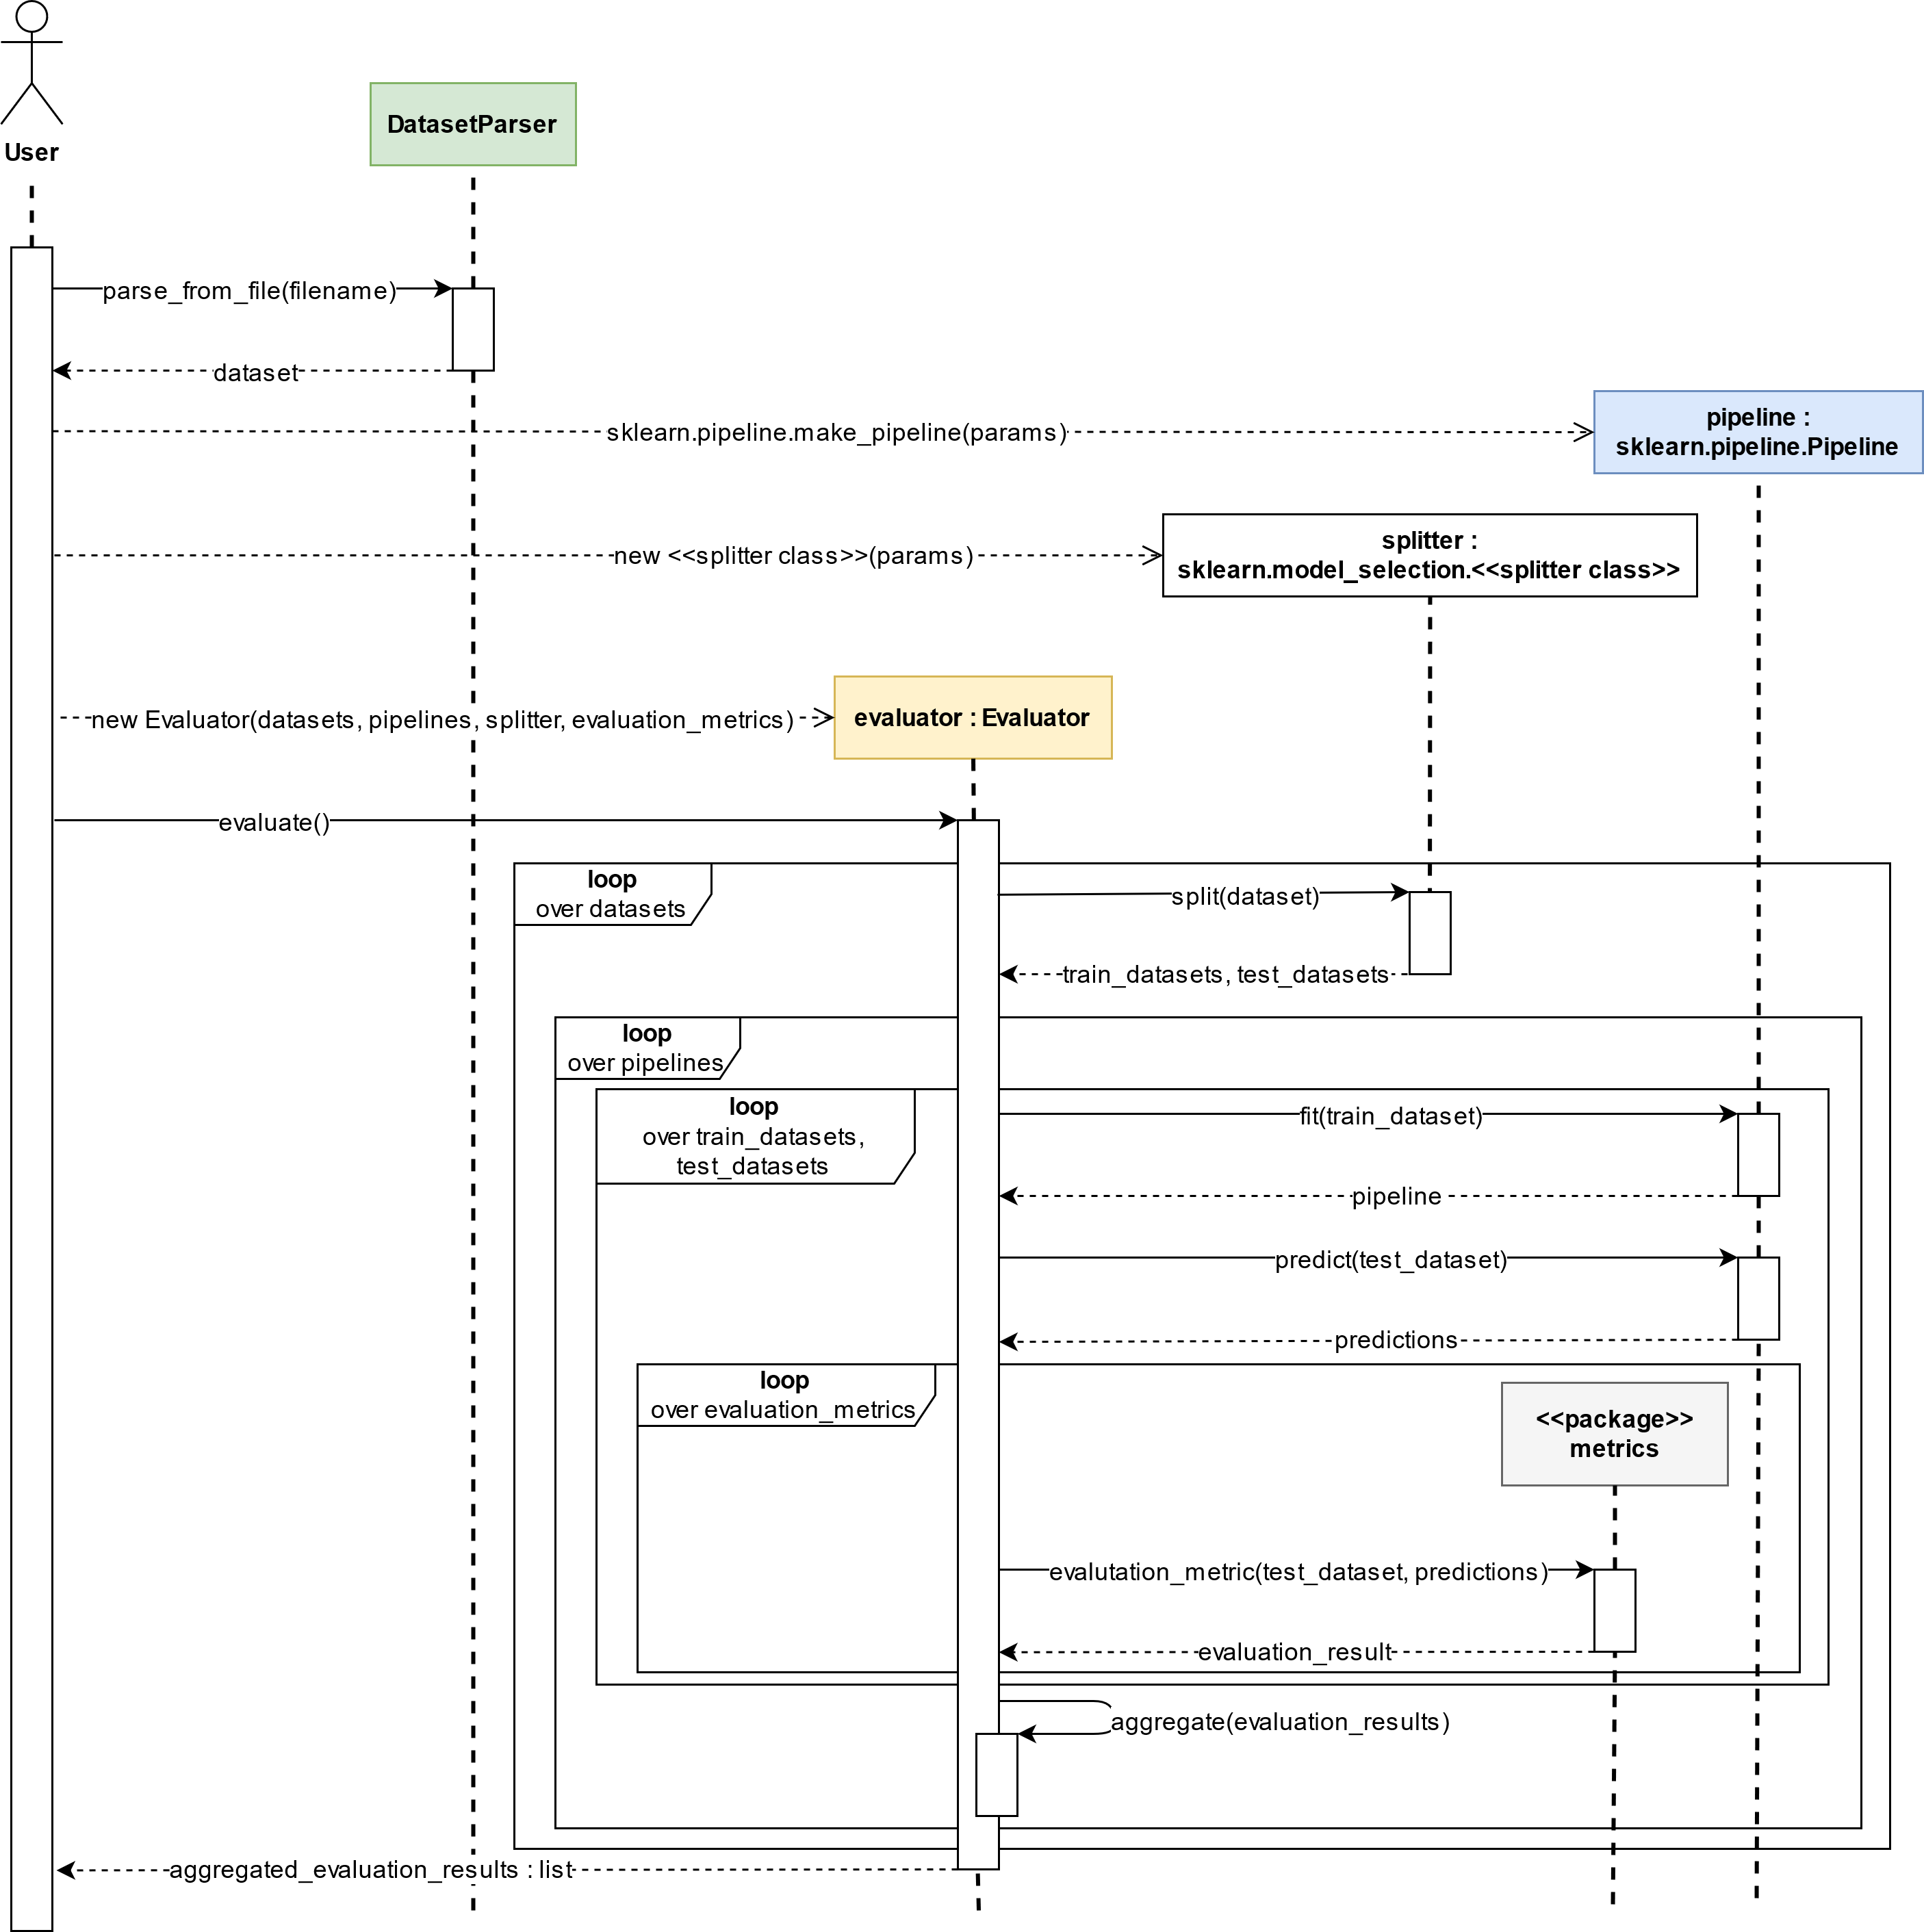 User
DatasetParser
parse_from_file(filename)
dataset
sklearn.pipeline.make_pipeline(params)
pipeline :
sklearn.pipeline.Pipeline
new <<splitter class>>(params)
splitter :
sklearn.model_selection.<<splitter class>>
new Evaluator(datasets, pipelines, splitter, evaluation_metrics)
evaluator : Evaluator
evaluate()
loop
over datasets
split(dataset)
train_datasets, test_datasets
loop
over pipelines
loop
over train_datasets,
test_datasets
fit(train_dataset)
pipeline
predict(test_dataset)
predictions
loop
over evaluation_metrics
<<package>>
metrics
evalutation_metric(test_dataset, predictions)
evaluation_result
aggregate(evaluation_results)
aggregated_evaluation_results : list